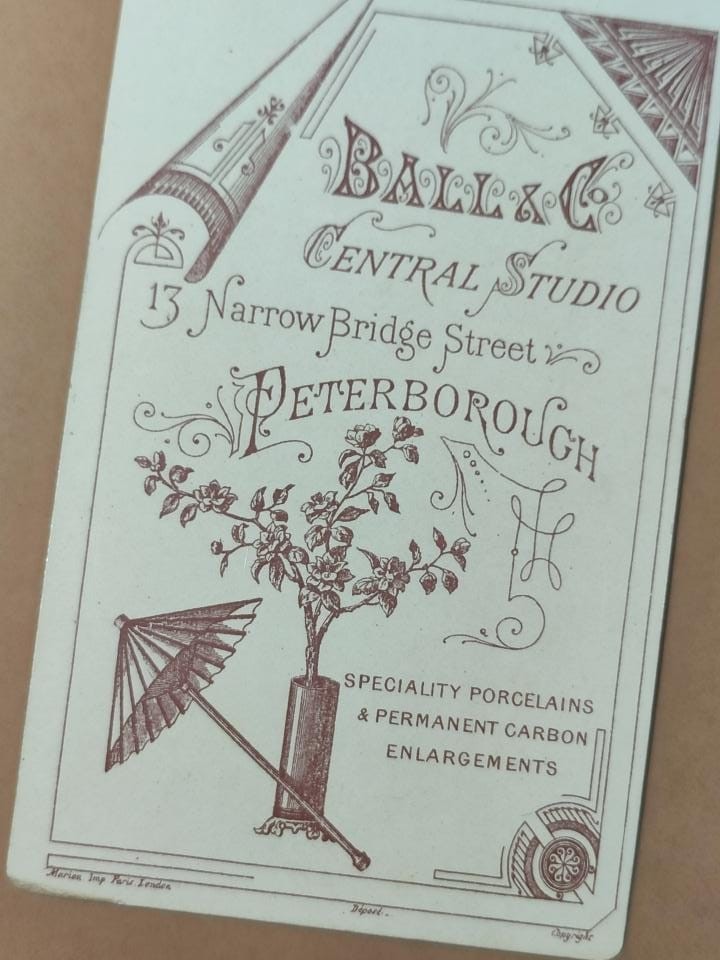 BALL & Co
CENTRAL STUDIO
13 Narrow Bridge Street
PETERBOROUGH
SPECIALITY PORCELAINS
& PERMANENT CARBON
ENLARGEMENTS
Marion Imp Paris London
Déposé.
Copyright